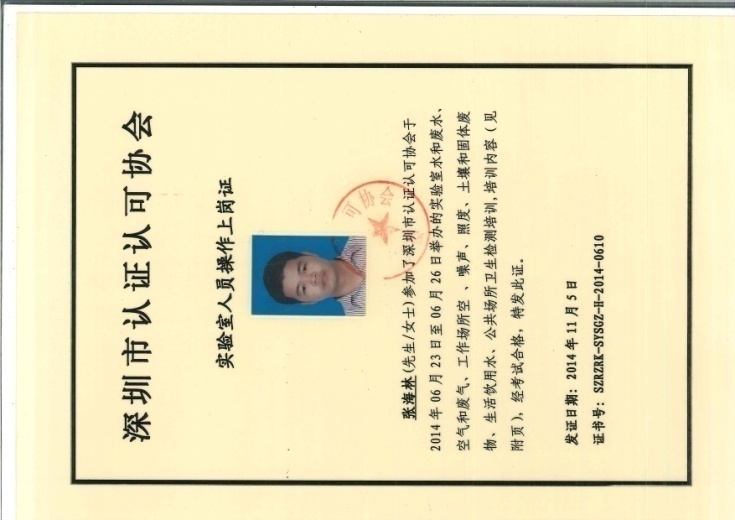 深圳市认证认可协会
实验室人员操作上岗证
可协会
张海林(先生/女士)参加了深圳市认证认可协会于
2014年06月23日至06月26日举办的实验室水和废水、
空气和废气、工作场所空、噪声、照度、土壤和固体废
物、生活饮用水、公共场所卫生检测培训,培训内容(见
附页),经考试合格,特发此证。
发证日期:2014年11月5日
证书号:SZRZRK-SYSGZ-H-2014-0610